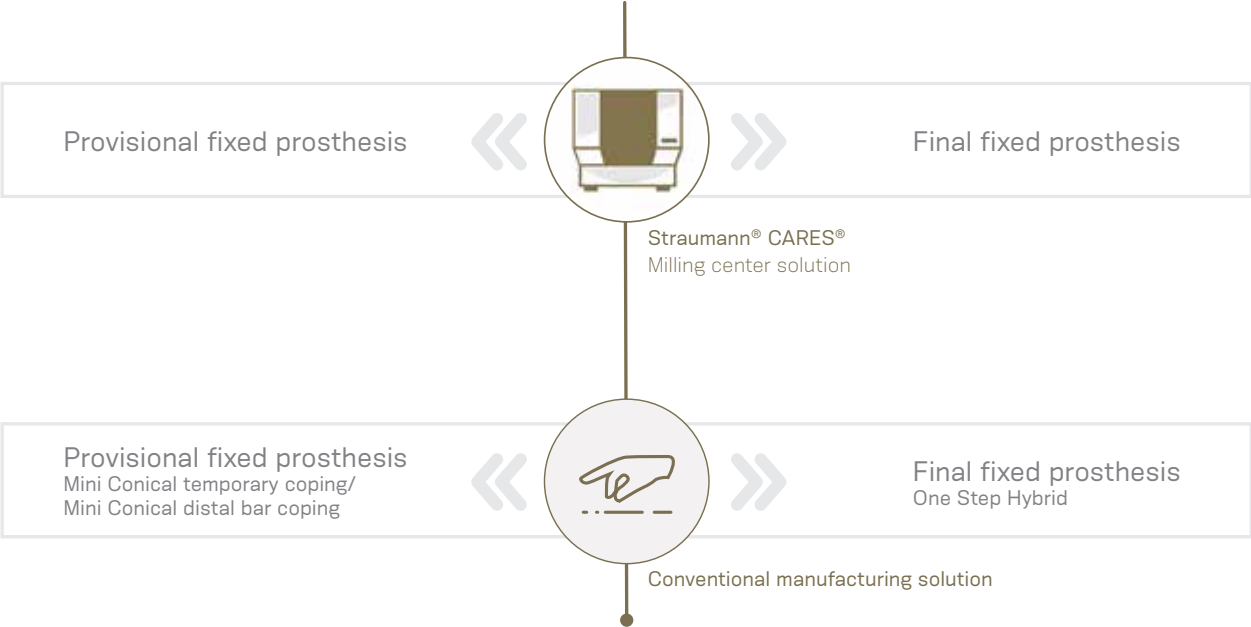 Provisional fixed prosthesis
Final fixed prosthesis
Straumann® CARES®
Milling center solution
Provisional fixed prosthesis
Mini Conical temporary coping/
Mini Conical distal bar coping
Final fixed prosthesis
One Step Hybrid
Conventional manufacturing solution